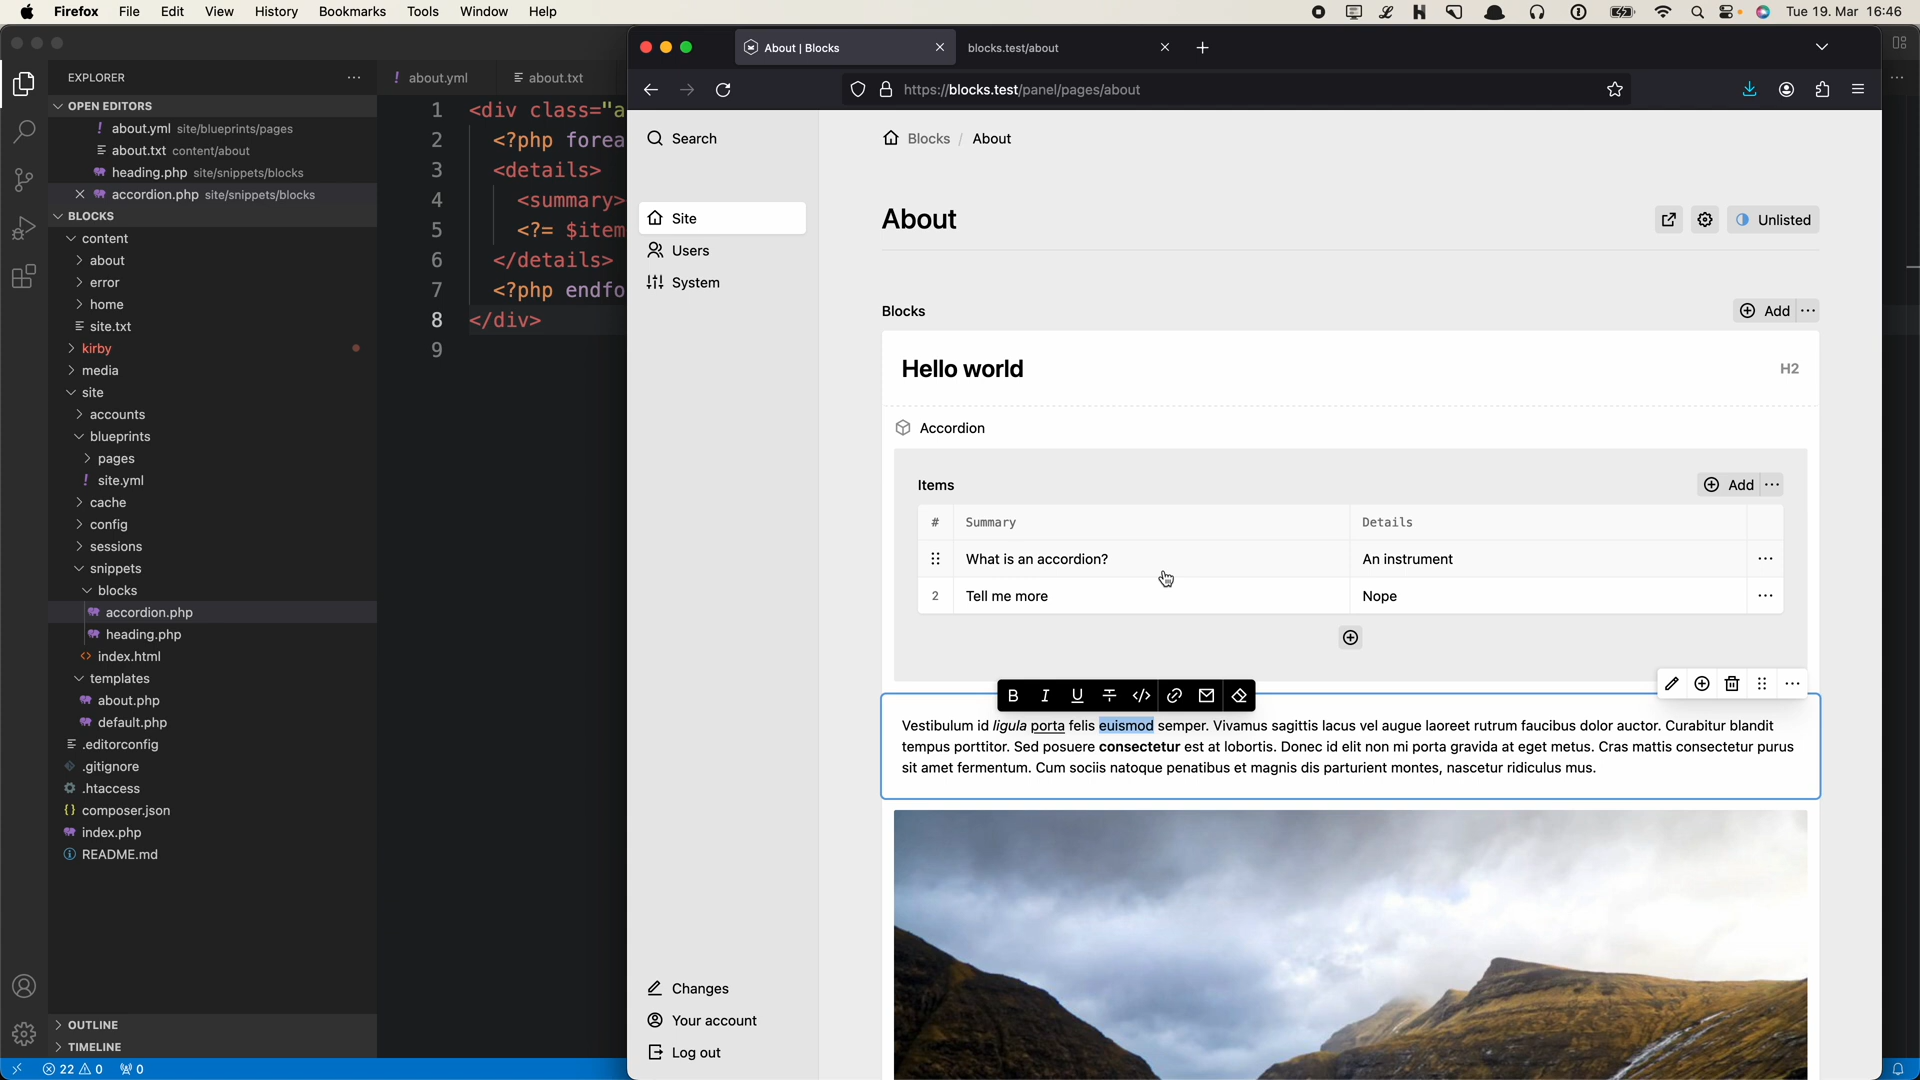 Firefox File Edit View History Bookmarks Tools Window Help Tue 19. Mar 16:46
EXPLORER
OPEN EDITORS
! about.yml site/blueprints/pages
about.txt content/about
heading.php site/snippets/blocks
accordion.php site/snippets/blocks
BLOCKS
content
about
error
home
site.txt
kirby
media
site
accounts
blueprints
pages
! site.yml
cache
config
sessions
snippets
blocks
accordion.php
heading.php
index.html
templates
about.php
default.php
.editorconfig
.gitignore
.htaccess
{} composer.json
index.php
README.md
OUTLINE
TIMELINE
22 0 0
! about.yml about.txt
1 <div class="a
2 <?php forea
3 <details>
4 <summary>
5 <?= $item
6 </details>
7 <?php endfo
8 </div>
9
About | Blocks blocks.test/about
https://blocks.test/panel/pages/about
Search
Site
Users
System
Changes
Your account
Log out
Blocks / About
About
Unlisted
Blocks
Add
Hello world
H2
Accordion
Items
Add
# Summary Details
What is an accordion? An instrument
2 Tell me more Nope
B I U
Vestibulum id ligula porta felis euismod semper. Vivamus sagittis lacus vel augue laoreet rutrum faucibus dolor auctor. Curabitur blandit
tempus porttitor. Sed posuere consectetur est at lobortis. Donec id elit non mi porta gravida at eget metus. Cras mattis consectetur purus
sit amet fermentum. Cum sociis natoque penatibus et magnis dis parturient montes, nascetur ridiculus mus.